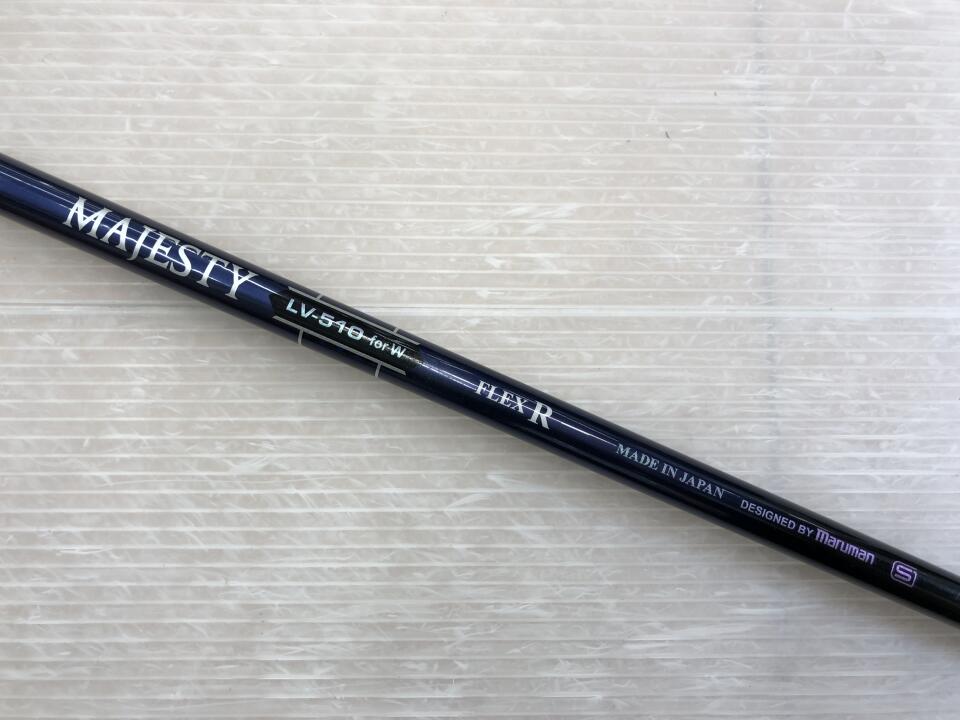 MAJESTY
LV-510 for W
FLEX R
MADE IN JAPAN
DESIGNED BY maruman
S